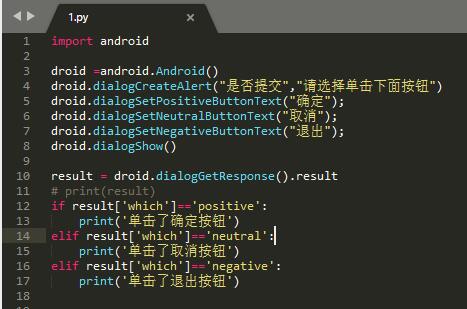 1.py
1 import android
2
3 droid =android.Android()
4 droid.dialogCreateAlert("是否提交","请选择单击下面按钮")
5 droid.dialogSetPositiveButtonText("确定");
6 droid.dialogSetNeutralButtonText("取消");
7 droid.dialogSetNegativeButtonText("退出");
8 droid.dialogShow()
9
10 result = droid.dialogGetResponse().result
11 # print(result)
12 if result['which']=='positive':
13     print('单击了确定按钮')
14 elif result['which']=='neutral':
15     print('单击了取消按钮')
16 elif result['which']=='negative':
17     print('单击了退出按钮')
18